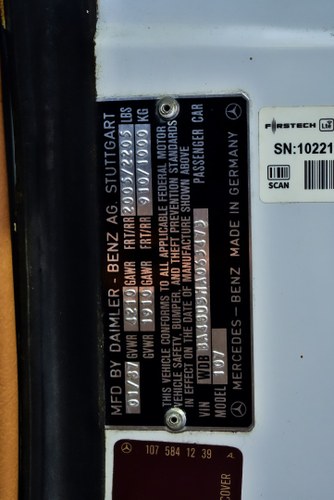 MFD BY DAIMLER - BENZ AG. STUTTGART
01/87 GVWR 4210 GAWR FRT/RR 2005/2205 LBS
GVWR 1910 GAWR FRT/RR 910/1000 KG
THIS VEHICLE CONFORMS TO ALL APPLICABLE FEDERAL MOTOR
VEHICLE SAFETY, BUMPER, AND THEFT PREVENTION STANDARDS
IN EFFECT ON THE DATE OF MANUFACTURE SHOWN ABOVE
VIN WDB PASSENGER CAR
MODEL 107
MERCEDES - BENZ MADE IN GERMANY
FIRSTECH
SN:10221
SCAN
107 584 12 39 A.
COVER